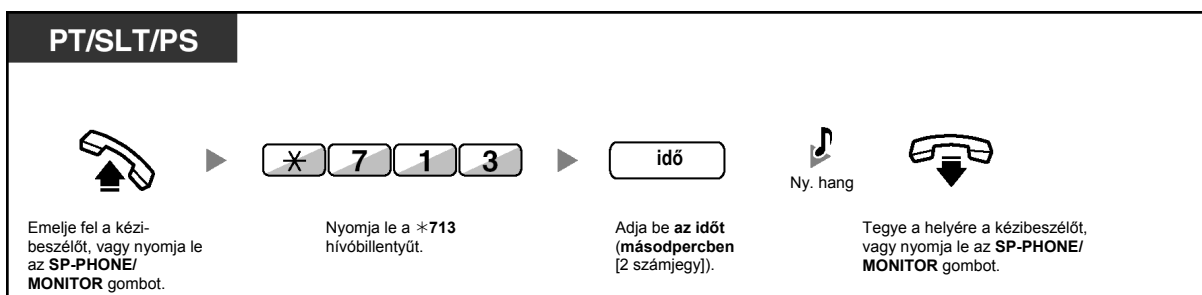 PT/SLT/PS
* 7 1 3
idő
Ny. hang
Emelje fel a kézi-
beszélőt, vagy nyomja le
az SP-PHONE/
MONITOR gombot.
Nyomja le a *713
hívóbillentyűt.
Adja be az időt
(másodpercben
[2 számjegy]).
Tegye a helyére a kézibeszélőt,
vagy nyomja le az SP-PHONE/
MONITOR gombot.